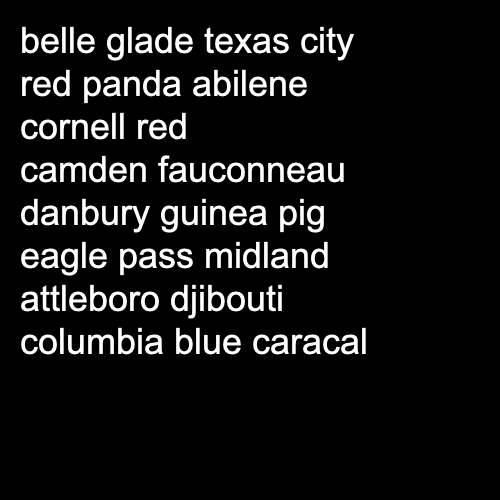 belle glade texas city
red panda abilene
cornell red
camden fauconneau
danbury guinea pig
eagle pass midland
attleboro djibouti
columbia blue caracal